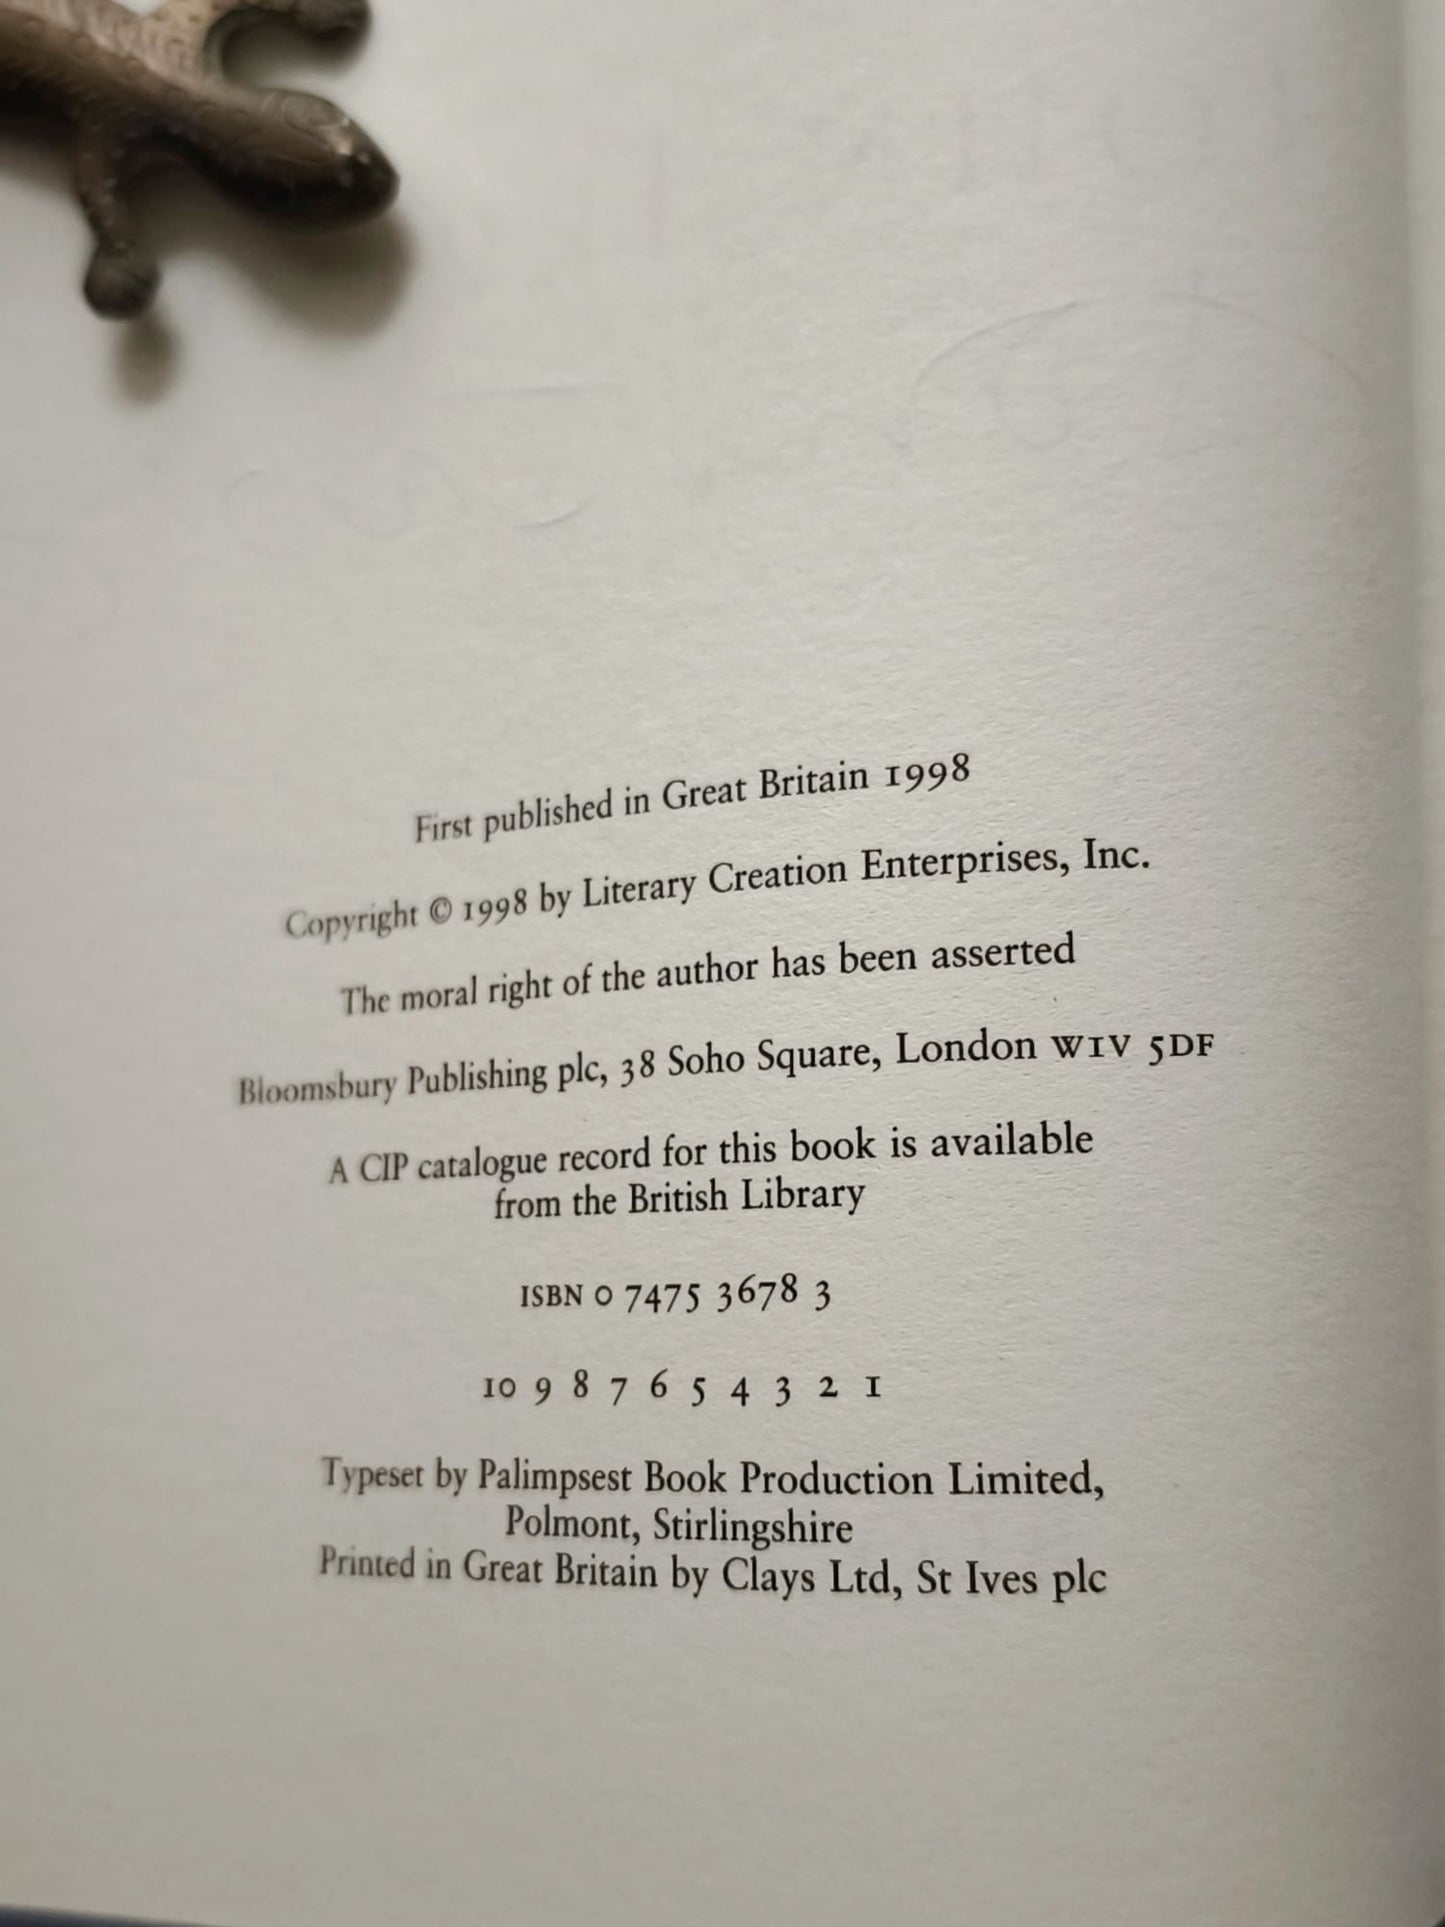 First published in Great Britain 1998
Copyright © 1998 by Literary Creation Enterprises, Inc.
The moral right of the author has been asserted
Bloomsbury Publishing plc, 38 Soho Square, London W1V 5DF
A CIP catalogue record for this book is available
from the British Library
ISBN 0 7475 3678 3
10 9 8 7 6 5 4 3 2 1
Typeset by Palimpsest Book Production Limited,
Polmont, Stirlingshire
Printed in Great Britain by Clays Ltd, St Ives plc